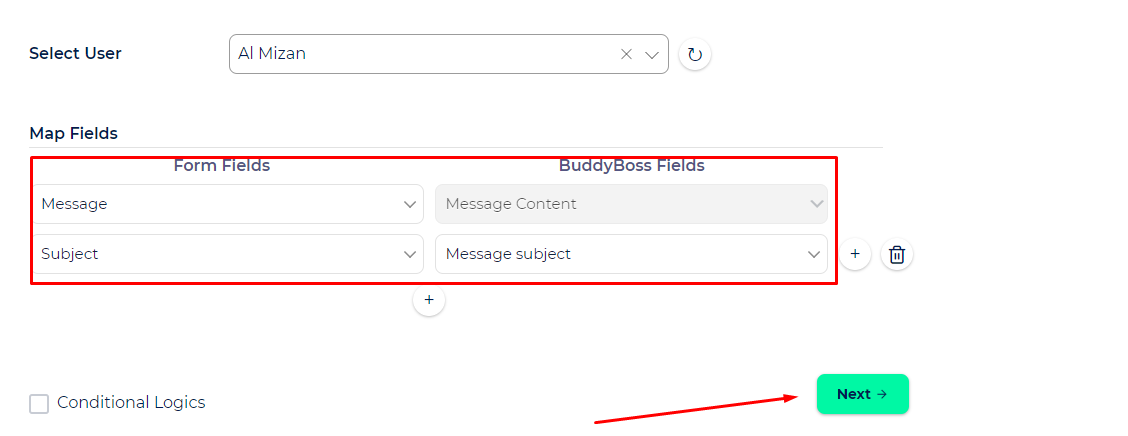 Select User
Al Mizan
Map Fields
Form Fields
BuddyBoss Fields
Message
Message Content
Subject
Message subject
Conditional Logics
Next →